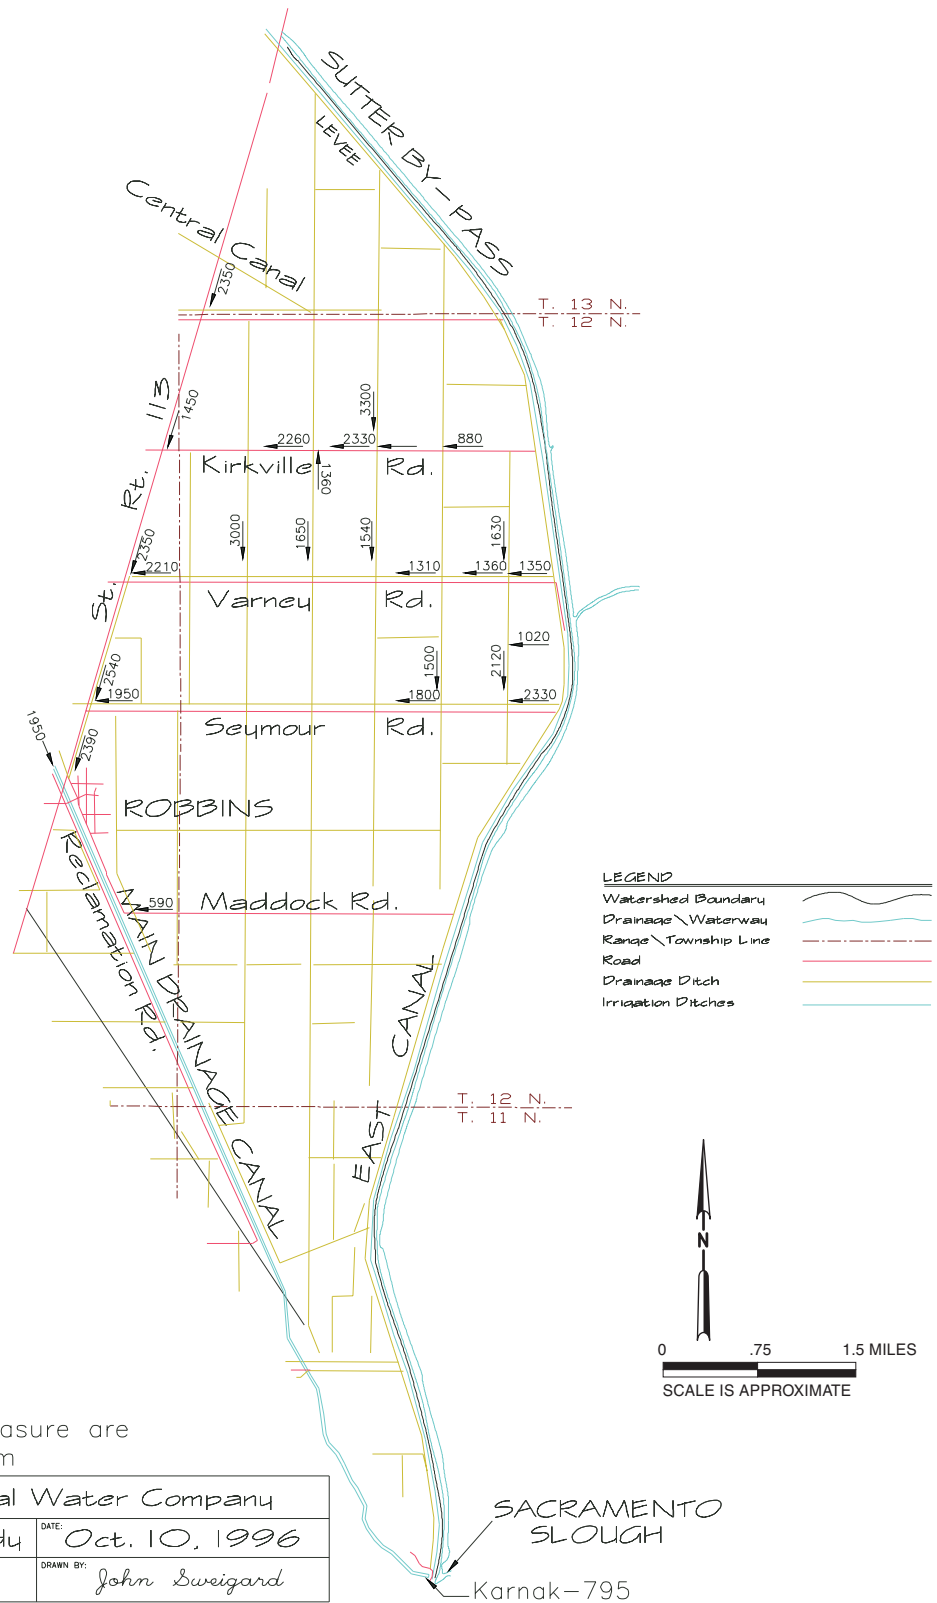 SUTTER BY-PASS
LEVEE
Central Canal
2350
T. 13 N.
T. 12 N.
113
1450
3300
2260
2330
880
Kirkville Rd.
1360
Rt.
3000
1650
1540
1630
2350
2210
1310
1360
1350
St.
Varney Rd.
1020
2540
1500
2120
1950
1800
2330
1950
2390
Seymour Rd.
ROBBINS
Reclamation Rd.
MAIN DRAINAGE CANAL
590
Maddock Rd.
EAST CANAL
LEGEND
Watershed Boundary
Drainage\Waterway
Range\Township Line
Road
Drainage Ditch
Irrigation Ditches
T. 12 N.
T. 11 N.
N
0 .75 1.5 MILES
SCALE IS APPROXIMATE
asure are
m
al Water Company
dy
DATE: Oct. 10, 1996
DRAWN BY: John Sweigard
SACRAMENTO
SLOUGH
Karnak-795